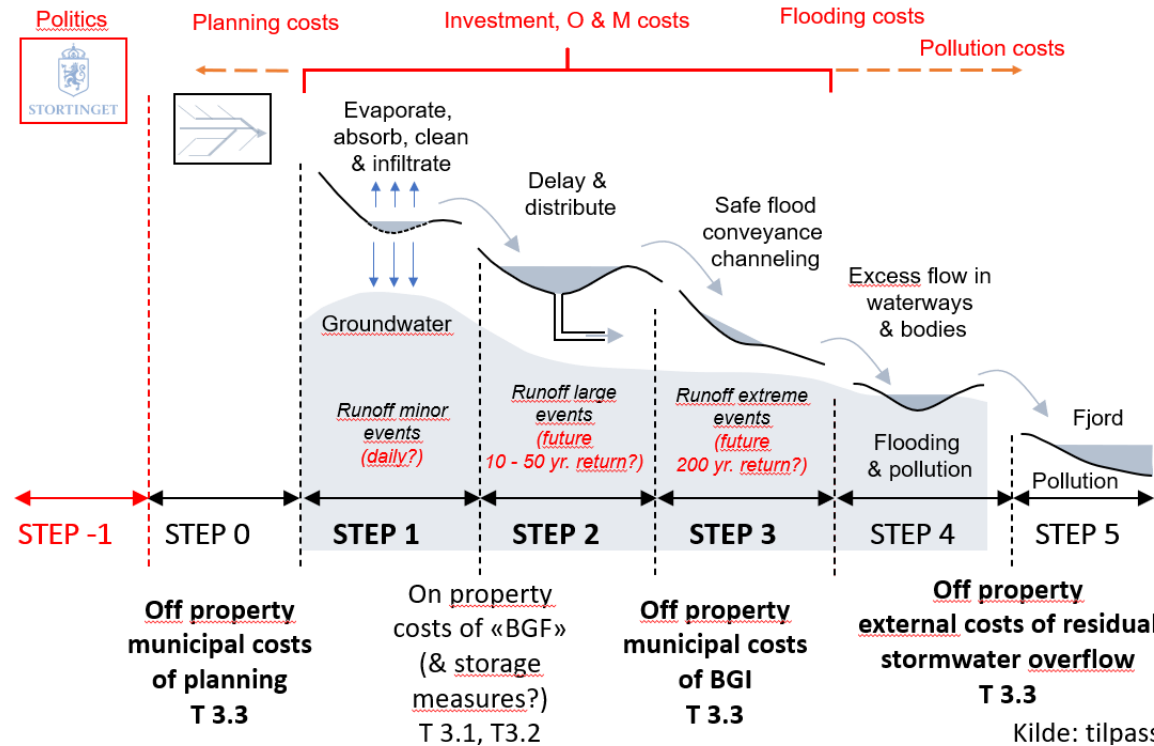 Politics
STORTINGET
Planning costs
Investment, O & M costs
Flooding costs
Pollution costs
Evaporate,
absorb, clean
& infiltrate
Delay &
distribute
Safe flood
conveyance
channeling
Excess flow in
waterways
& bodies
Groundwater
Fjord
Runoff minor
events
(daily?)
Runoff large
events
(future
10 - 50 yr. return?)
Runoff extreme
events
(future
200 yr. return?)
Flooding
& pollution
Pollution
STEP -1
STEP 0
STEP 1
STEP 2
STEP 3
STEP 4
STEP 5
Off property
municipal costs
of planning
T 3.3
On property
costs of «BGF»
(& storage
measures?)
T 3.1, T3.2
Off property
municipal costs
of BGI
T 3.3
Off property
external costs of residual
stormwater overflow
T 3.3
Kilde: tilpass